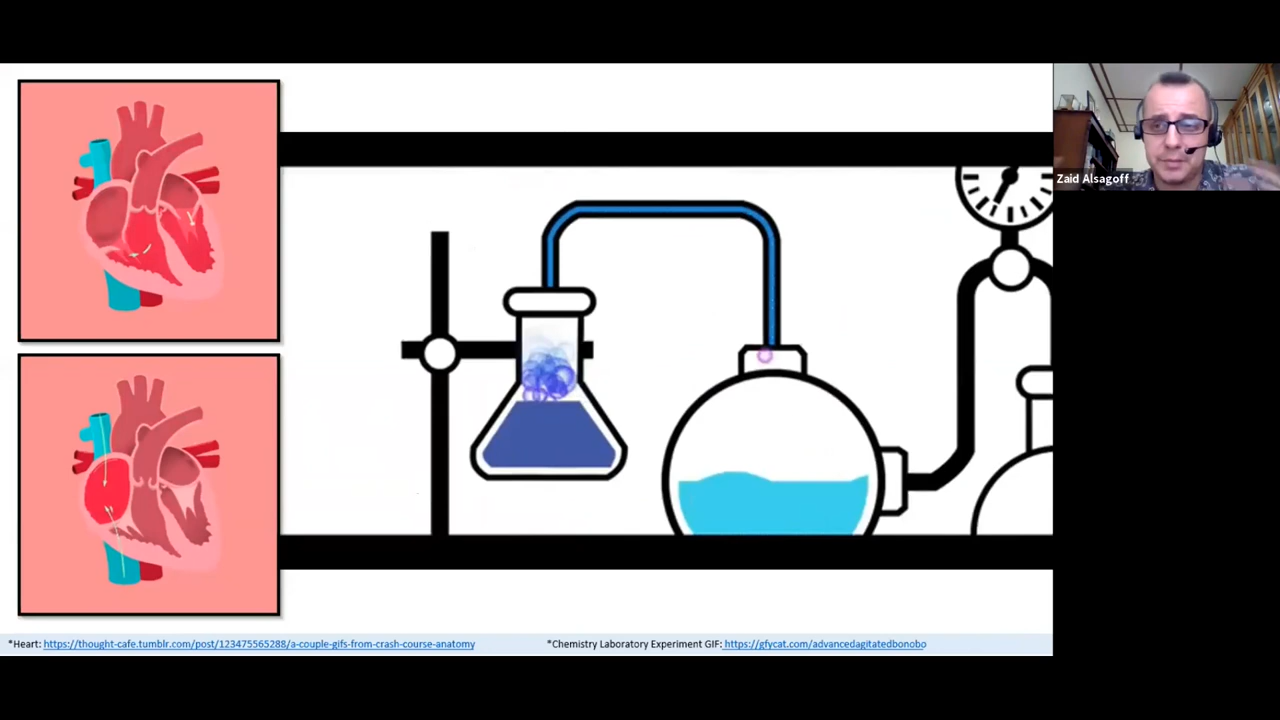 Zaid Alsagoff
*Heart: https://thought-cafe.tumblr.com/post/123475565288/a-couple-gifs-from-crash-course-anatomy
*Chemistry Laboratory Experiment GIF: https://gfycat.com/advancedagitatedbonobo